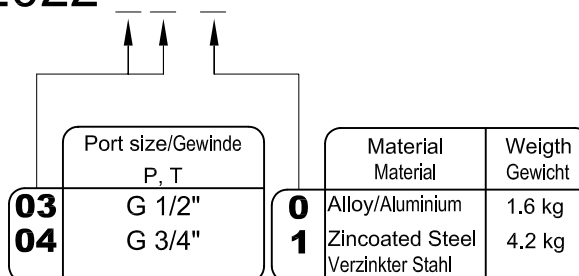 Port size/Gewinde
P, T
03 G 1/2"
04 G 3/4"
Material Weigth
Material Gewicht
0 Alloy/Aluminium 1.6 kg
1 Zincoated Steel 4.2 kg
Verzinkter Stahl